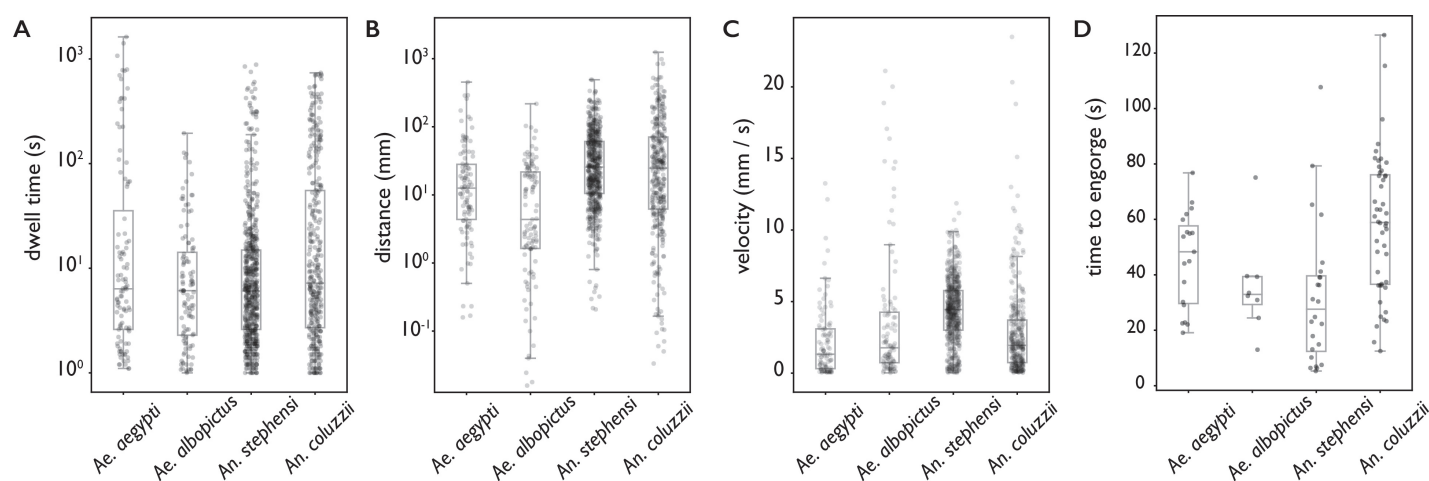 A
dwell time (s)
10³
10²
10¹
10⁰
Ae. aegypti
Ae. albopictus
An. stephensi
An. coluzzii
B
distance (mm)
10³
10²
10¹
10⁰
10⁻¹
Ae. aegypti
Ae. albopictus
An. stephensi
An. coluzzii
C
velocity (mm / s)
20
15
10
5
0
Ae. aegypti
Ae. albopictus
An. stephensi
An. coluzzii
D
time to engorge (s)
120
100
80
60
40
20
0
Ae. aegypti
Ae. albopictus
An. stephensi
An. coluzzii